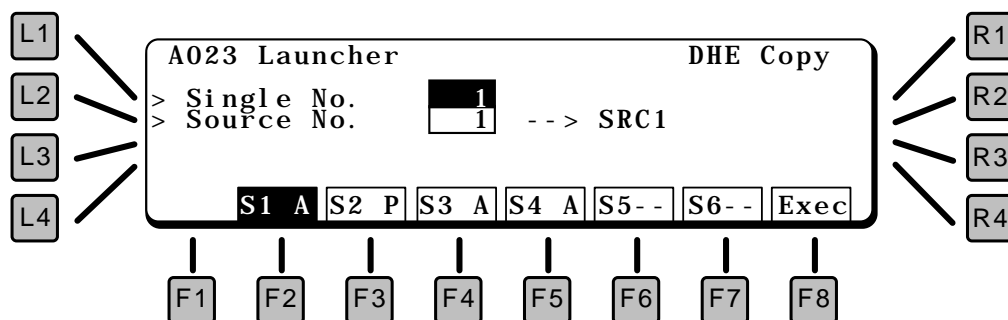 L1
L2
L3
L4
A023 Launcher DHE Copy
> Single No. 1
> Source No. 1 --> SRC1
S1 A S2 P S3 A S4 A S5-- S6-- Exec
R1
R2
R3
R4
F1 F2 F3 F4 F5 F6 F7 F8